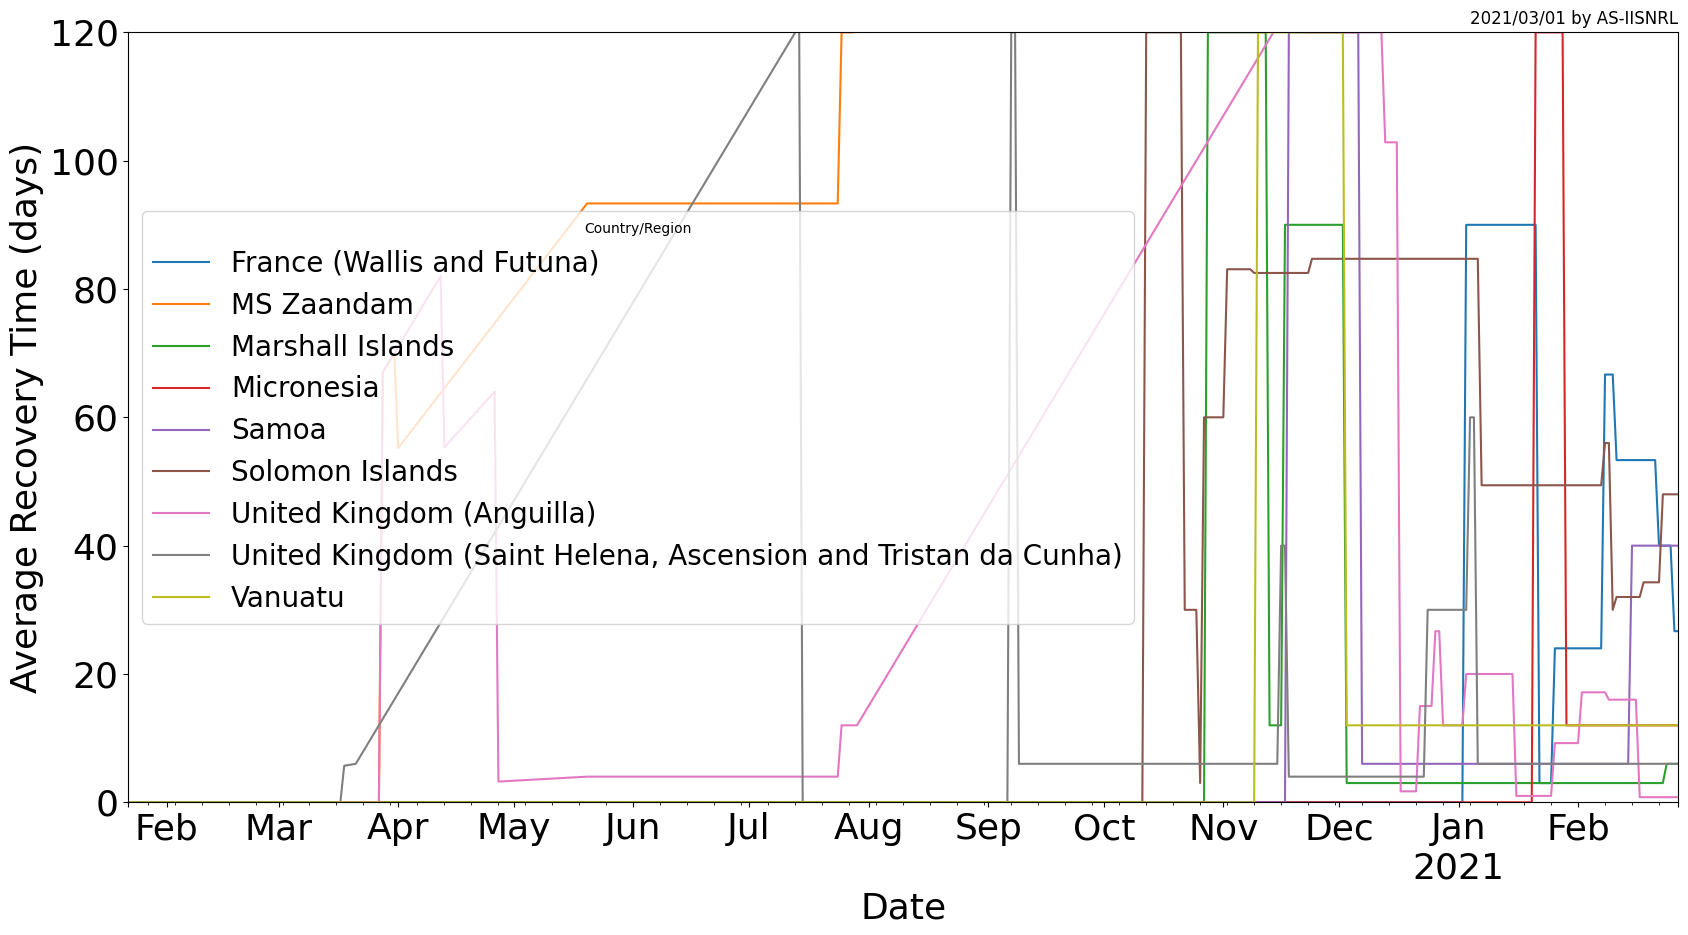 2021/03/01 by AS-IISNRL
120
100
80
60
40
20
0
Average Recovery Time (days)
Country/Region
France (Wallis and Futuna)
MS Zaandam
Marshall Islands
Micronesia
Samoa
Solomon Islands
United Kingdom (Anguilla)
United Kingdom (Saint Helena, Ascension and Tristan da Cunha)
Vanuatu
Feb Mar Apr May Jun Jul Aug Sep Oct Nov Dec Jan Feb
2021
Date